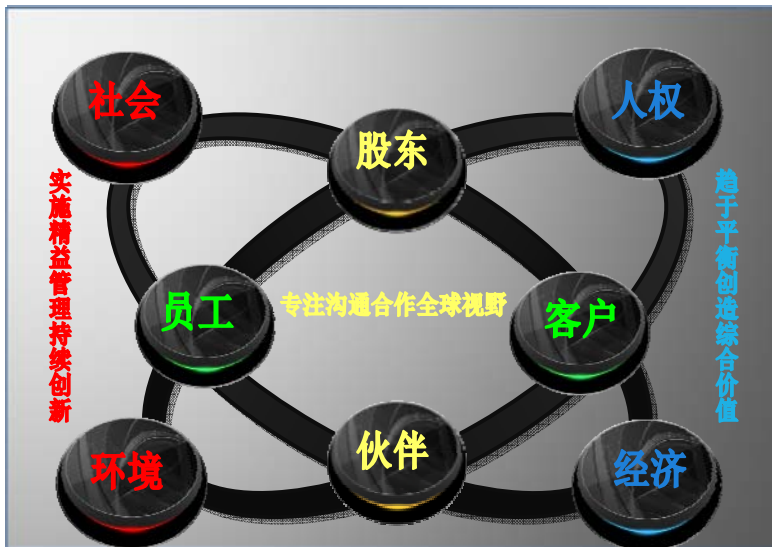 社会
人权
股东
实施精益管理持续创新
趋于平衡创造综合价值
员工
专注沟通合作全球视野
客户
环境
伙伴
经济